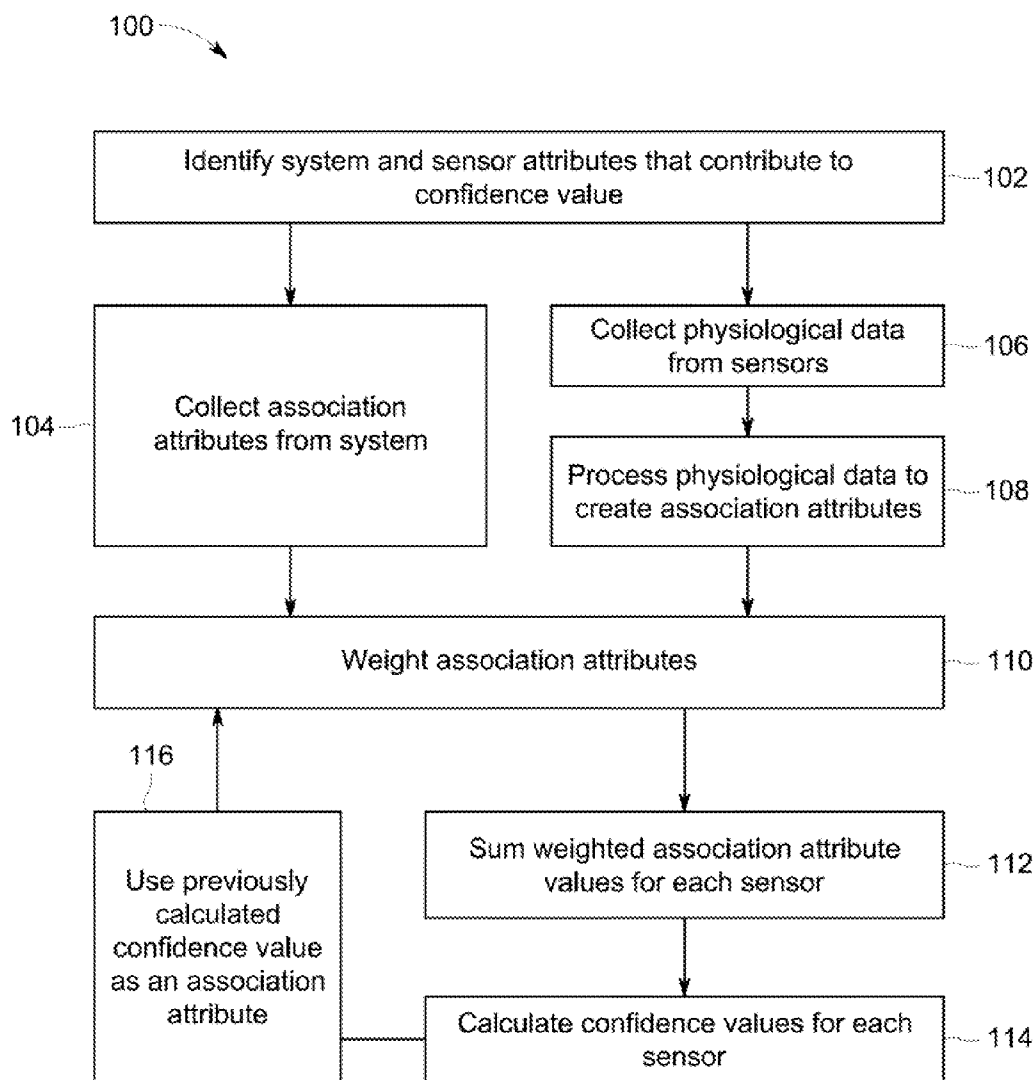 100
Identify system and sensor attributes that contribute to
confidence value
102
Collect association
attributes from system
104
Collect physiological data
from sensors
106
Process physiological data to
create association attributes
108
Weight association attributes
110
116
Use previously
calculated
confidence value
as an association
attribute
Sum weighted association attribute
values for each sensor
112
Calculate confidence values for each
sensor
114